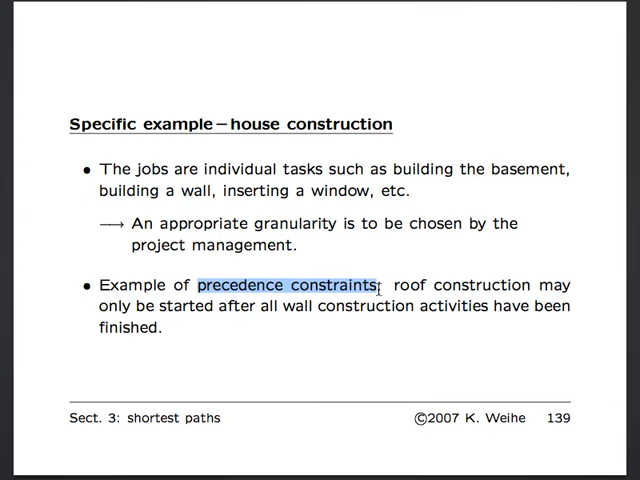 Specific example – house construction
• The jobs are individual tasks such as building the basement,
building a wall, inserting a window, etc.
⟶ An appropriate granularity is to be chosen by the
project management.
• Example of precedence constraints: roof construction may
only be started after all wall construction activities have been
finished.
Sect. 3: shortest paths ©2007 K. Weihe 139